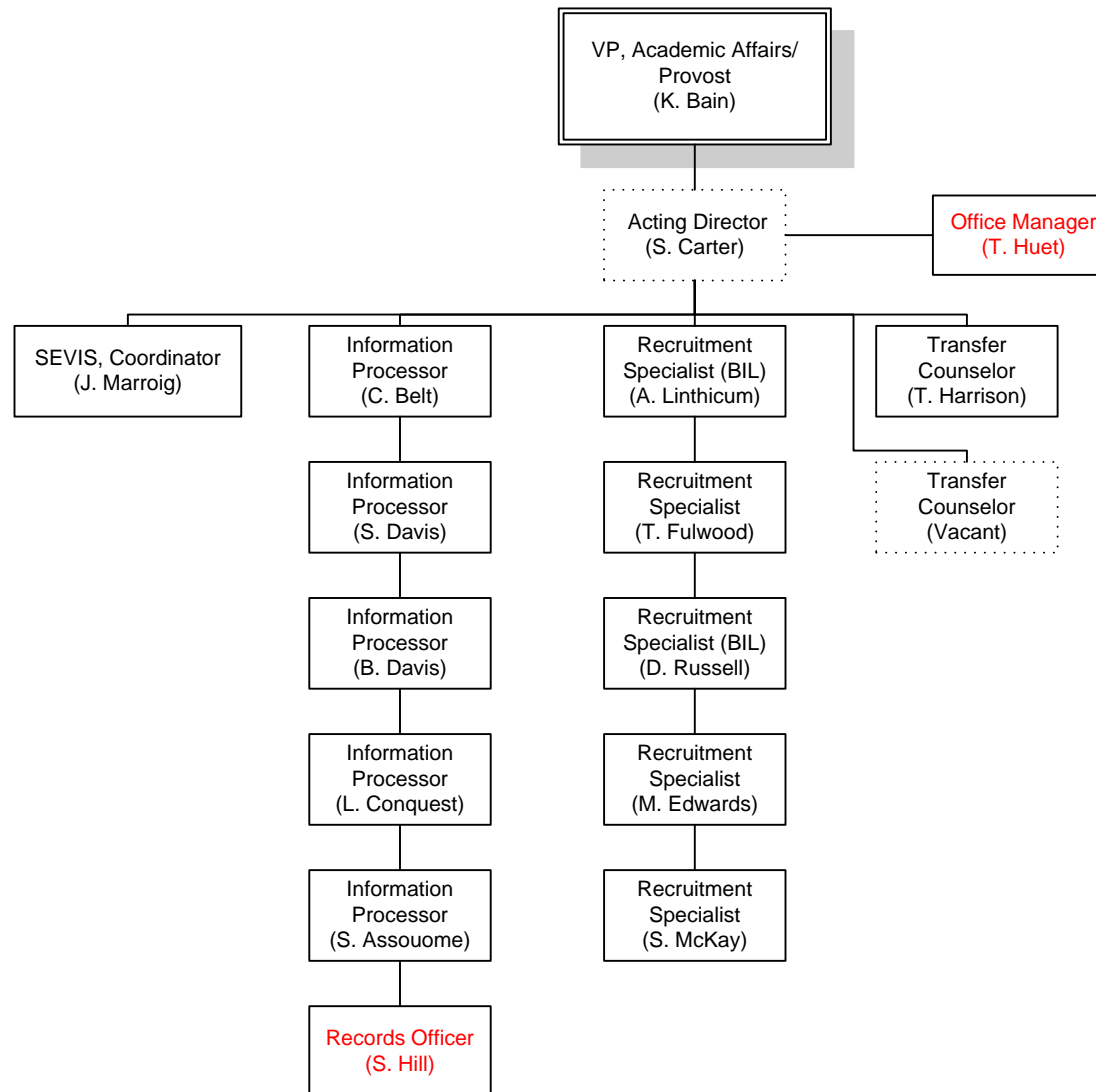 VP, Academic Affairs/
Provost
(K. Bain)
Acting Director
(S. Carter)
Office Manager
(T. Huet)
SEVIS, Coordinator
(J. Marroig)
Information
Processor
(C. Belt)
Recruitment
Specialist (BIL)
(A. Linthicum)
Transfer
Counselor
(T. Harrison)
Information
Processor
(S. Davis)
Recruitment
Specialist
(T. Fulwood)
Transfer
Counselor
(Vacant)
Information
Processor
(B. Davis)
Recruitment
Specialist (BIL)
(D. Russell)
Information
Processor
(L. Conquest)
Recruitment
Specialist
(M. Edwards)
Information
Processor
(S. Assouome)
Recruitment
Specialist
(S. McKay)
Records Officer
(S. Hill)